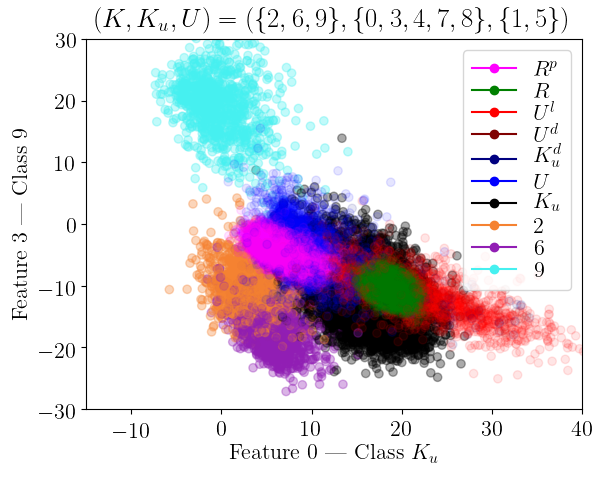 (K, K_u, U) = ({2, 6, 9}, {0, 3, 4, 7, 8}, {1, 5})
30
20
10
0
−10
−20
−30
Feature 3 — Class 9
R^p
R
U^l
U^d
K_u^d
U
K_u
2
6
9
−10
0
10
20
30
40
Feature 0 — Class K_u